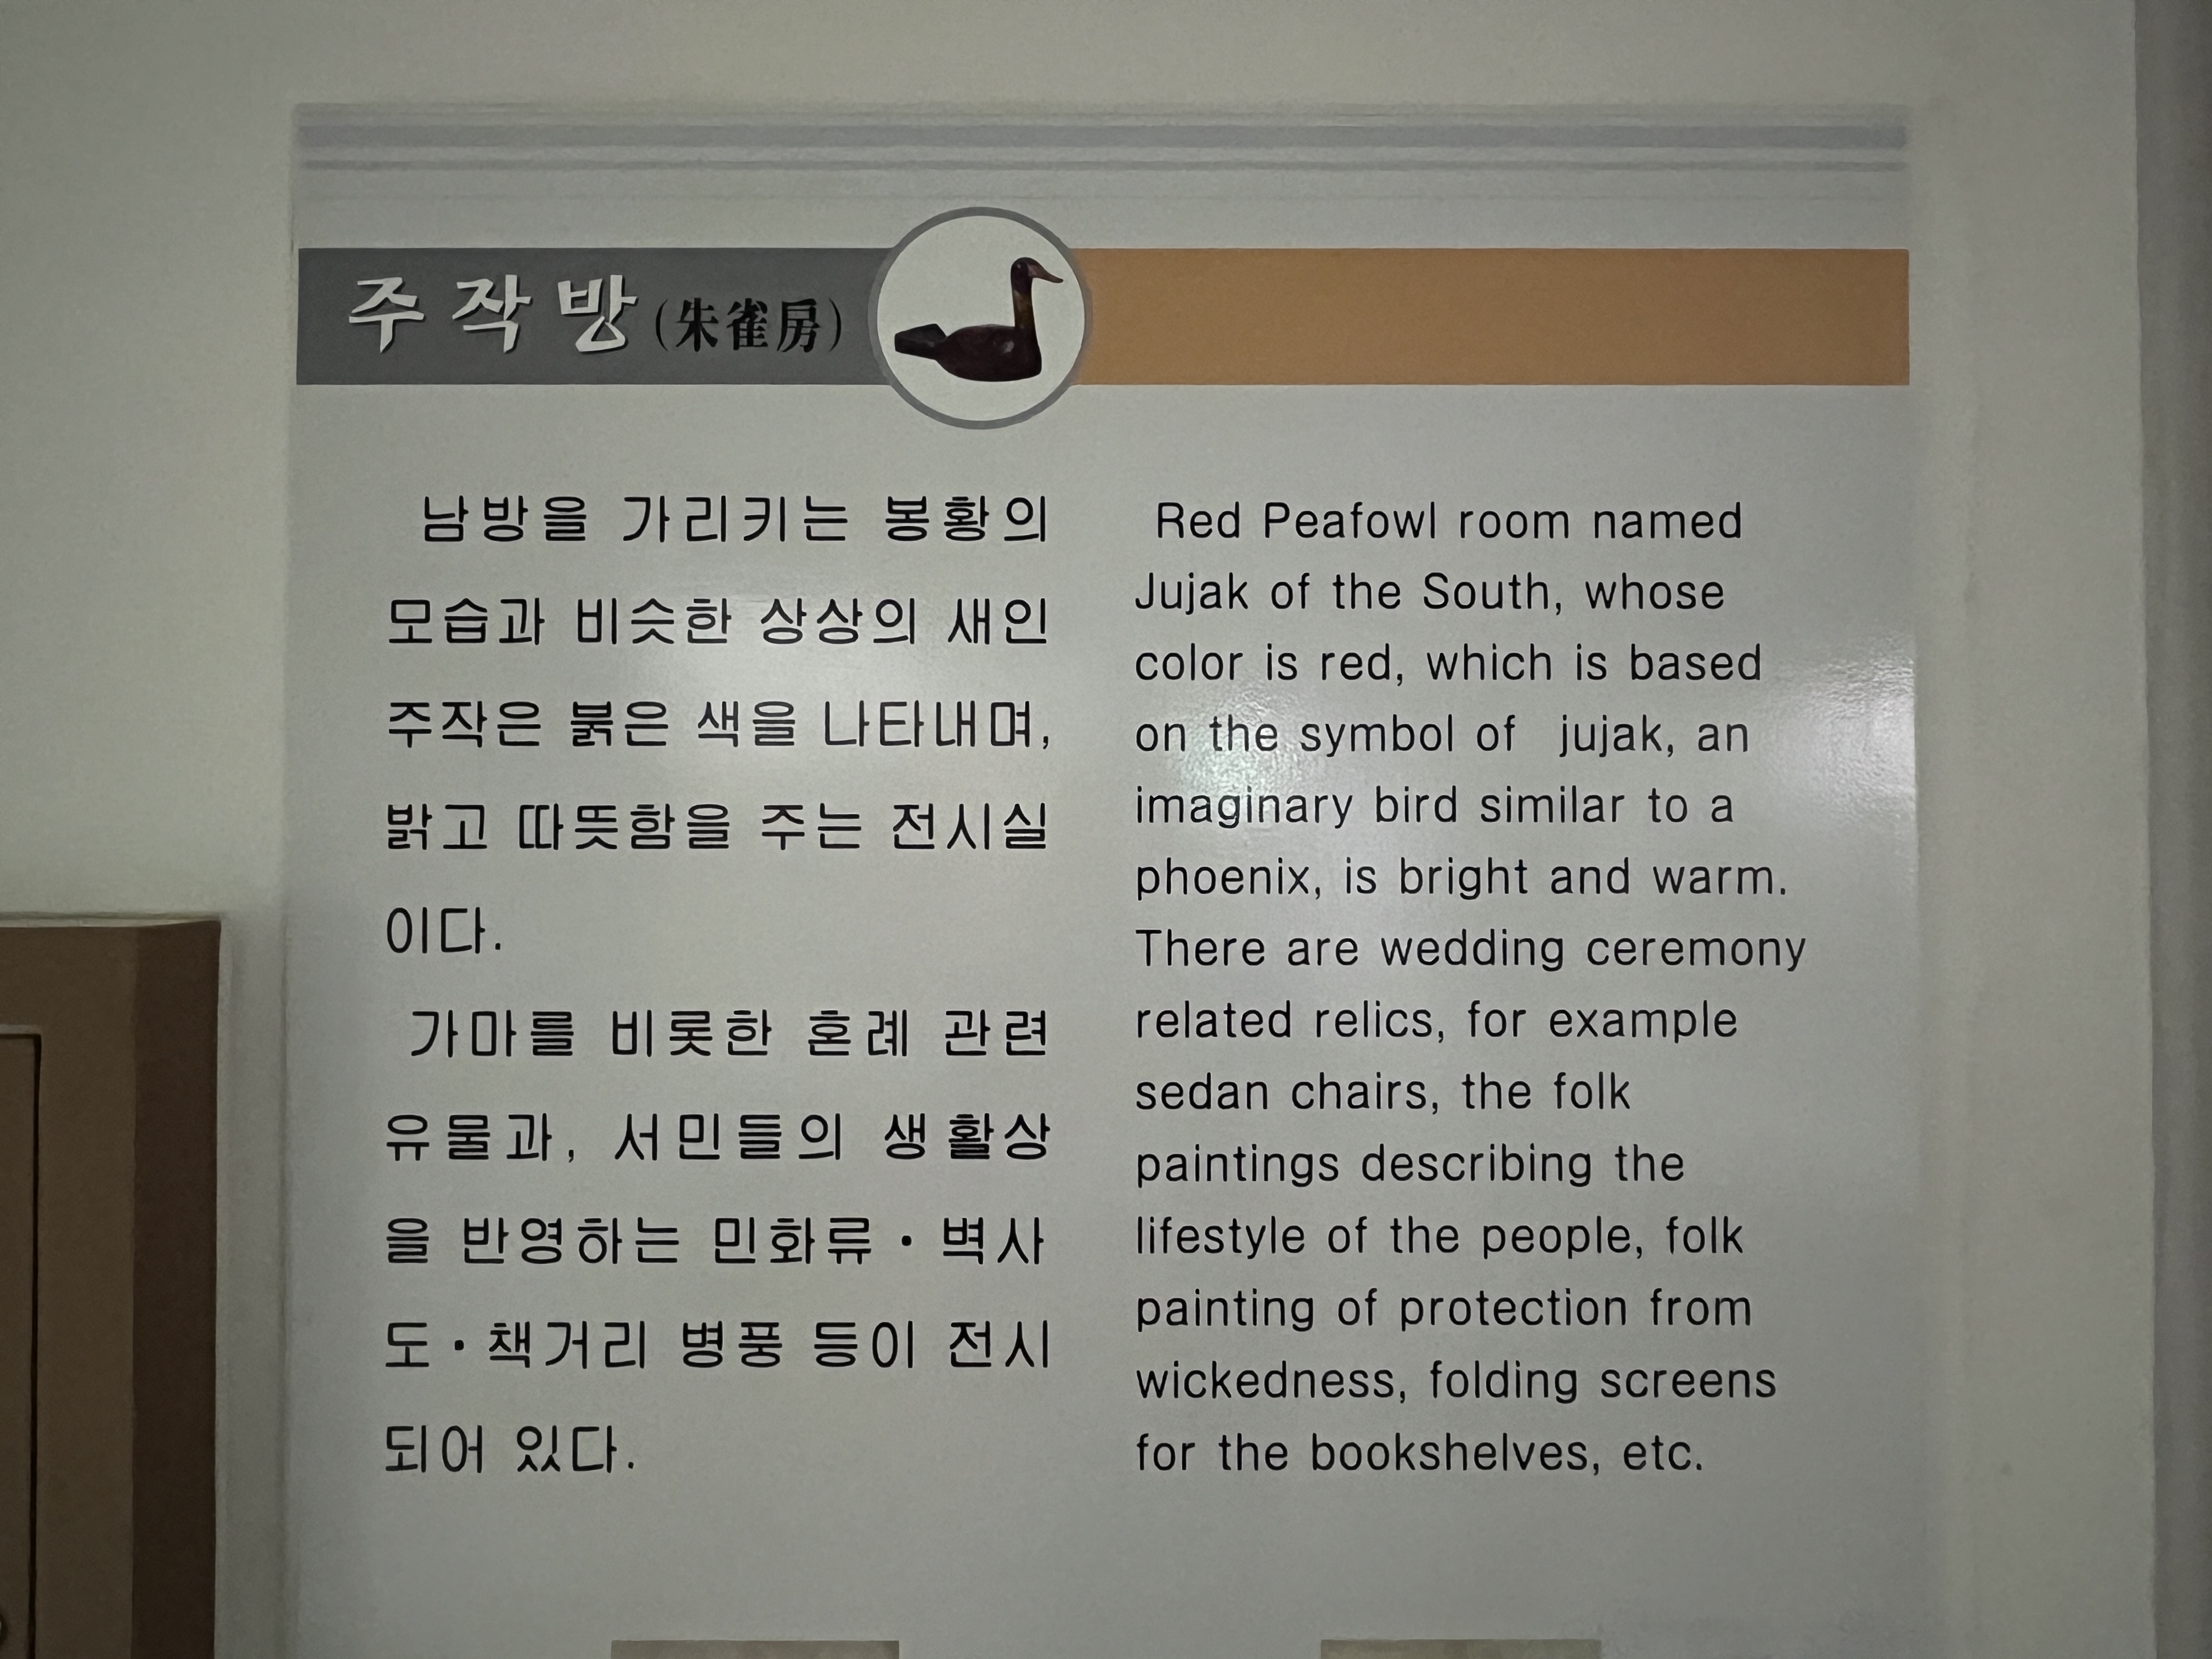 주작방(朱雀房)
남방을 가리키는 봉황의
모습과 비슷한 상상의 새인
주작은 붉은 색을 나타내며,
밝고 따뜻함을 주는 전시실
이다.
가마를 비롯한 혼례 관련
유물과, 서민들의 생활상
을 반영하는 민화류·벽사
도·책거리 병풍 등이 전시
되어 있다.
Red Peafowl room named
Jujak of the South, whose
color is red, which is based
on the symbol of jujak, an
imaginary bird similar to a
phoenix, is bright and warm.
There are wedding ceremony
related relics, for example
sedan chairs, the folk
paintings describing the
lifestyle of the people, folk
painting of protection from
wickedness, folding screens
for the bookshelves, etc.